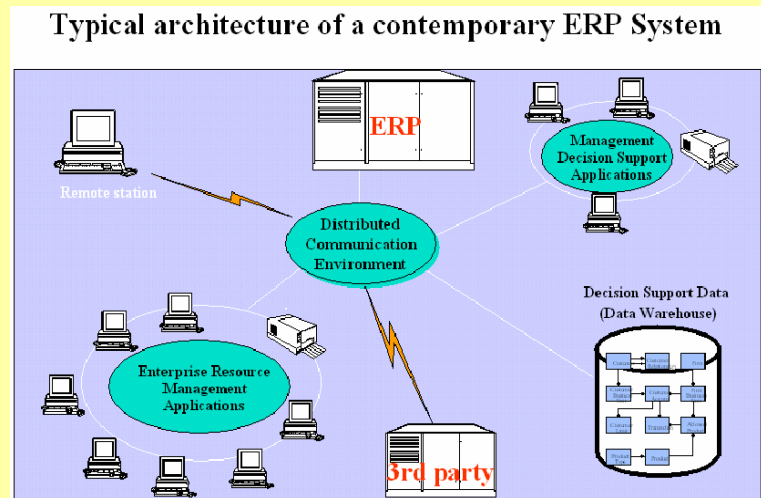 Typical architecture of a contemporary ERP System
ERP
Management
Decision Support
Applications
Remote station
Distributed
Communication
Environment
Decision Support Data
(Data Warehouse)
Enterprise Resource
Management
Applications
3rd party
Product